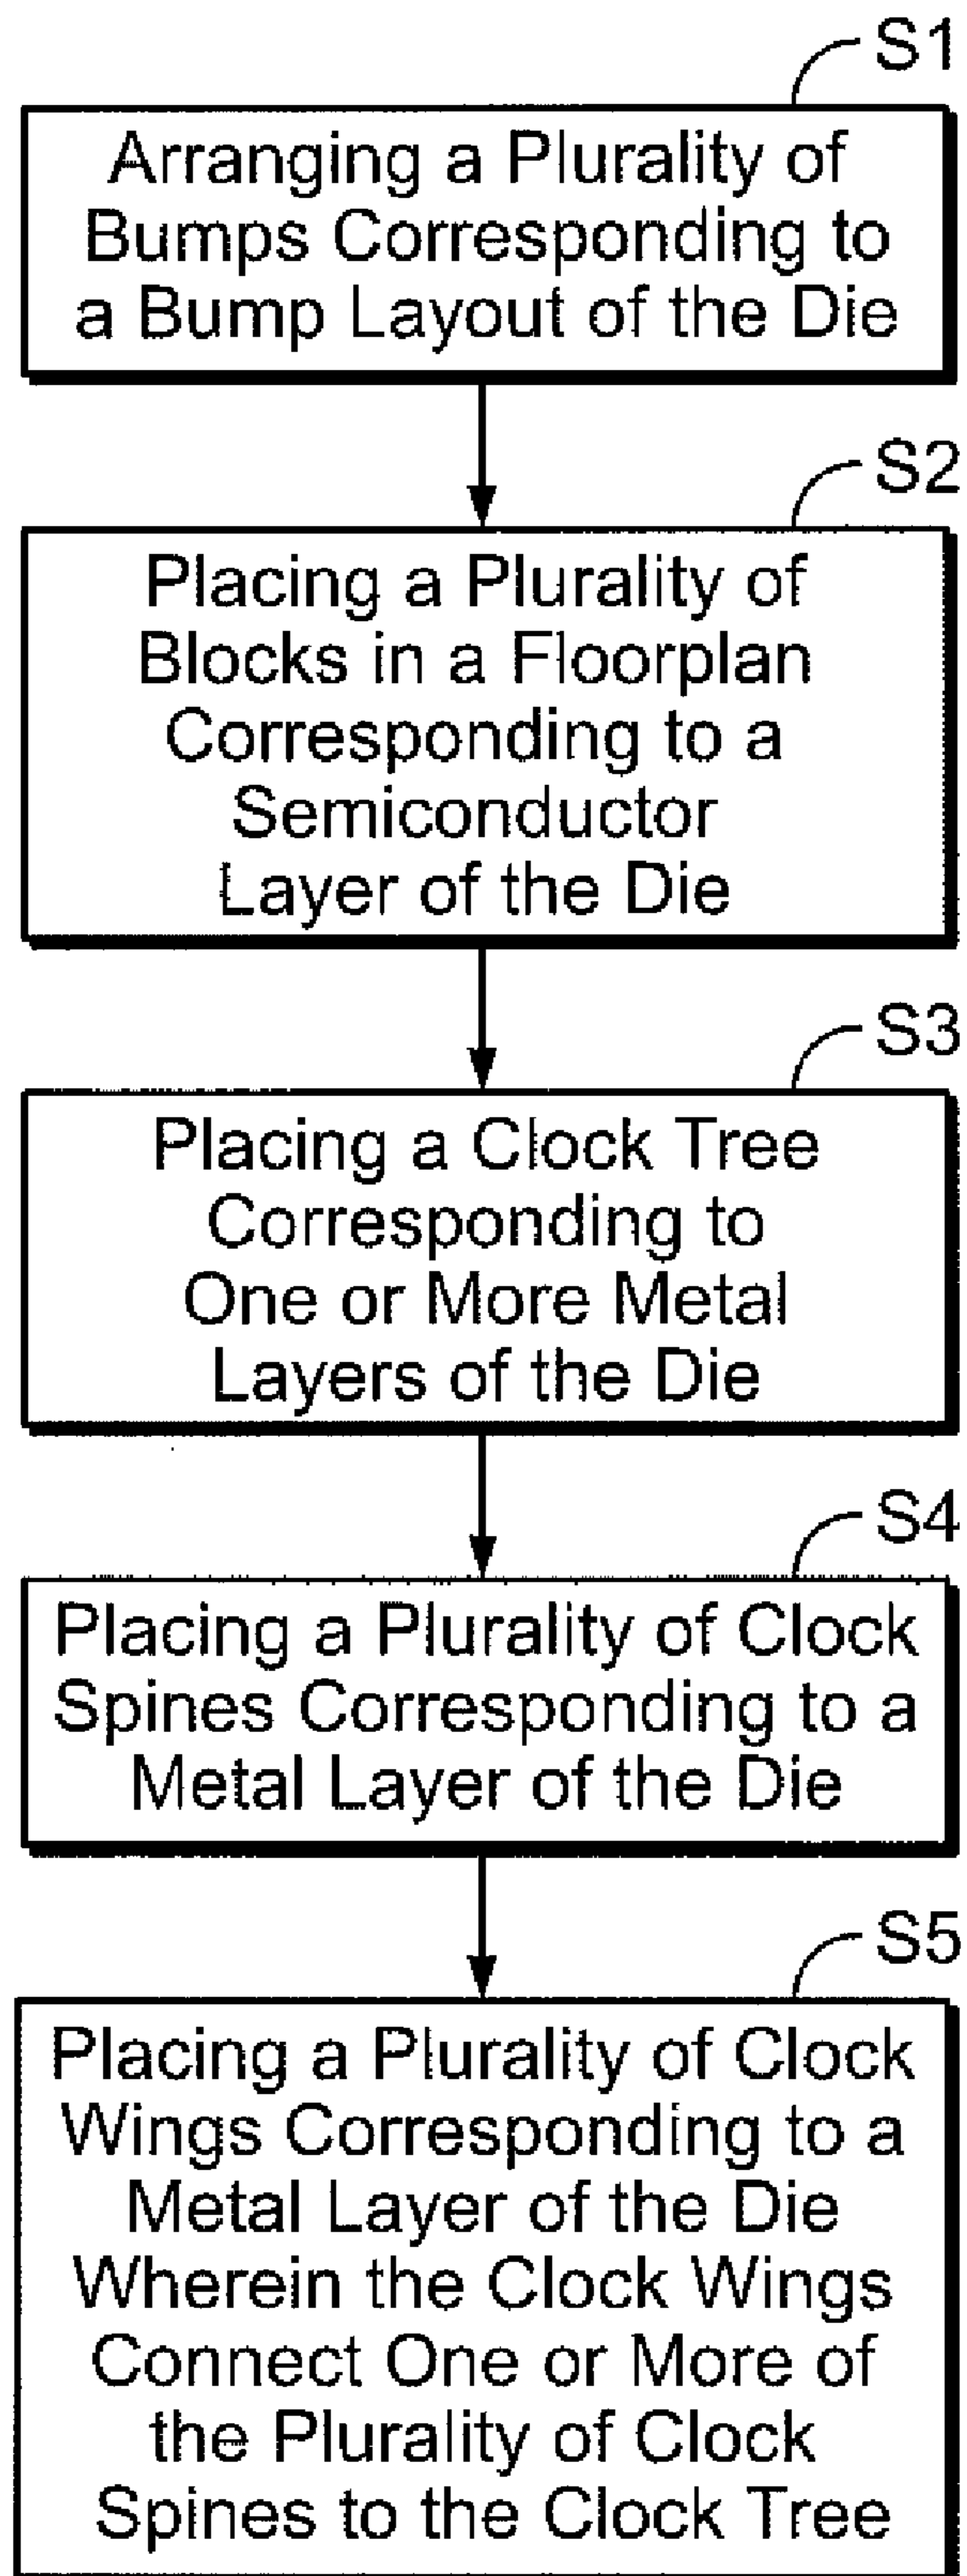 S1
Arranging a Plurality of
Bumps Corresponding to
a Bump Layout of the Die
S2
Placing a Plurality of
Blocks in a Floorplan
Corresponding to a
Semiconductor
Layer of the Die
S3
Placing a Clock Tree
Corresponding to
One or More Metal
Layers of the Die
S4
Placing a Plurality of Clock
Spines Corresponding to a
Metal Layer of the Die
S5
Placing a Plurality of Clock
Wings Corresponding to a
Metal Layer of the Die
Wherein the Clock Wings
Connect One or More of
the Plurality of Clock
Spines to the Clock Tree